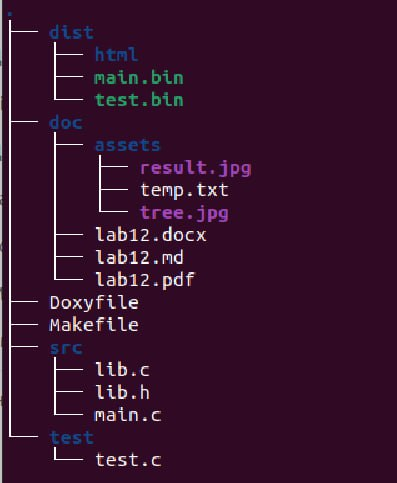 .
├── dist
│   ├── html
│   ├── main.bin
│   └── test.bin
├── doc
│   ├── assets
│   │   ├── result.jpg
│   │   ├── temp.txt
│   │   └── tree.jpg
│   ├── lab12.docx
│   ├── lab12.md
│   └── lab12.pdf
├── Doxyfile
├── Makefile
├── src
│   ├── lib.c
│   ├── lib.h
│   └── main.c
└── test
    └── test.c